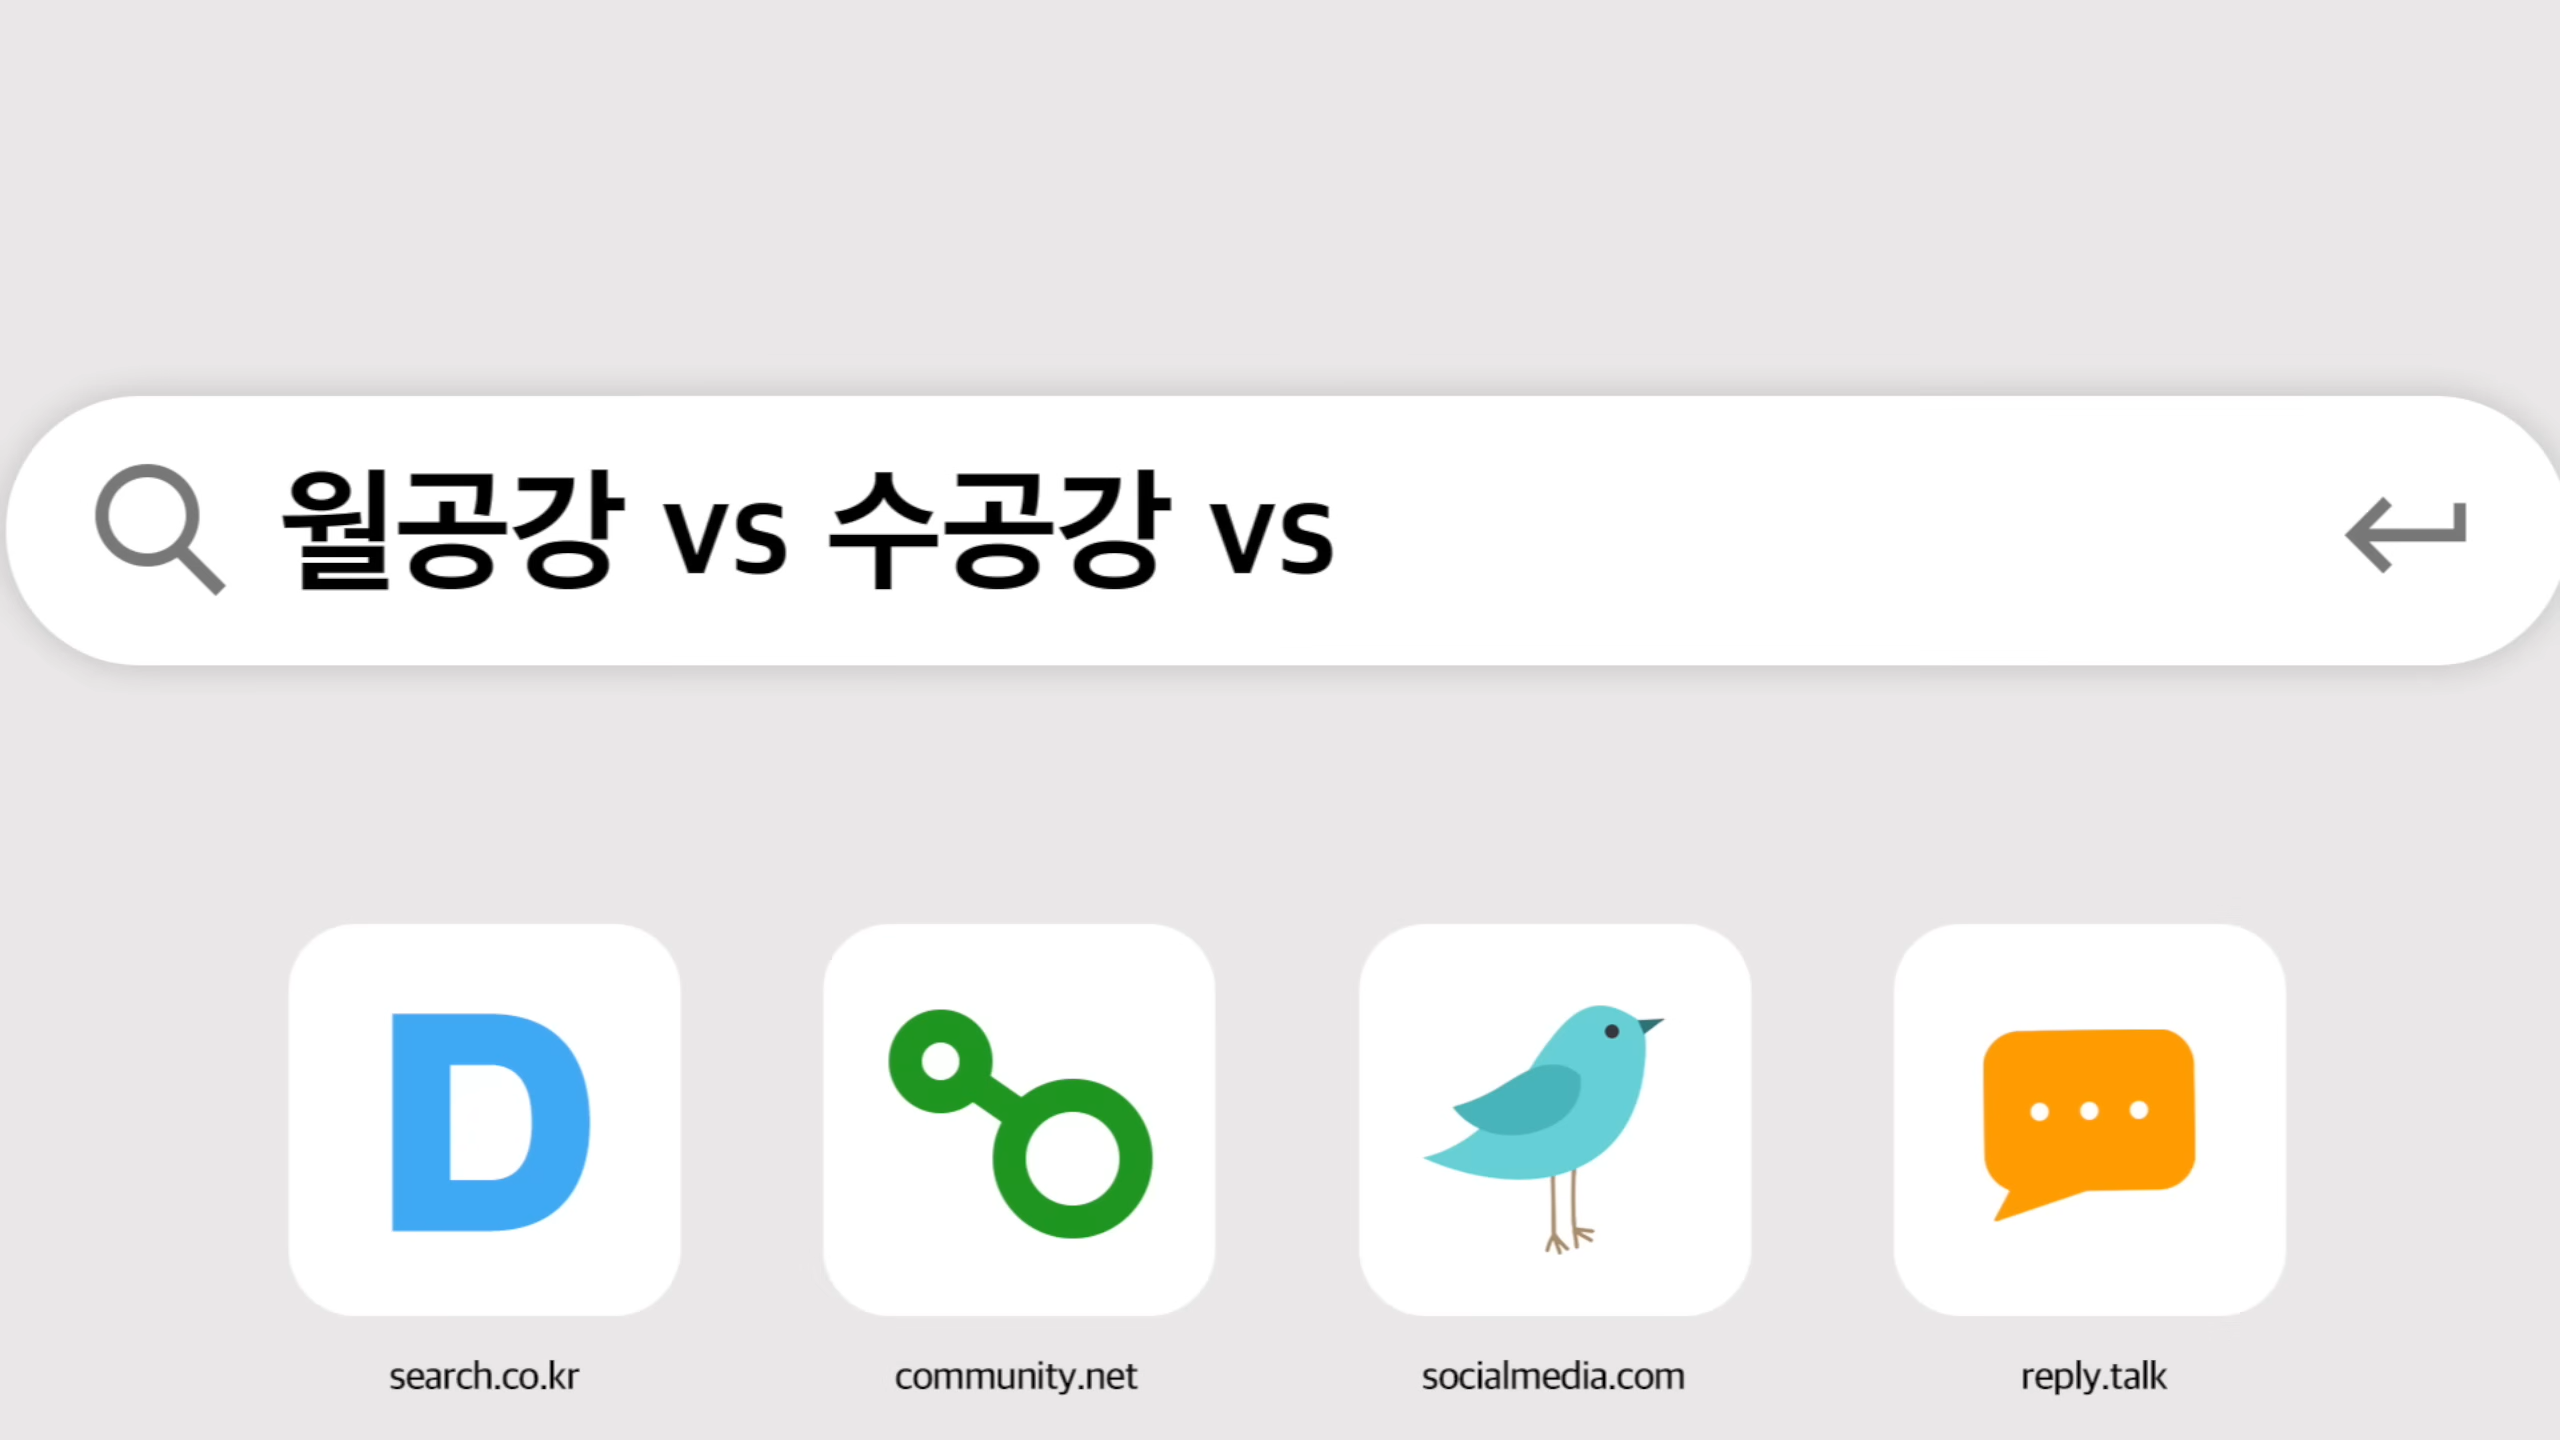 월공강 vs 수공강 vs
D
search.co.kr
community.net
socialmedia.com
reply.talk